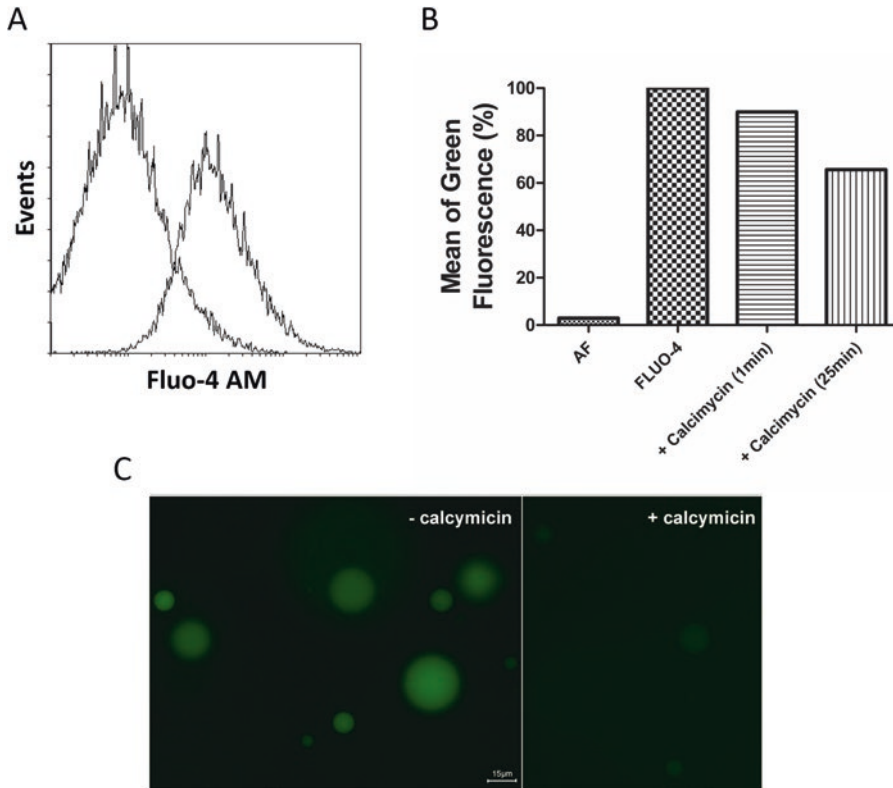 A
Events
Fluo-4 AM
B
Mean of Green
Fluorescence (%)
100
80
60
40
20
0
AF
FLUO-4
+ Calcimycin (1min)
+ Calcimycin (25min)
C
- calcymicin
+ calcymicin
15µm